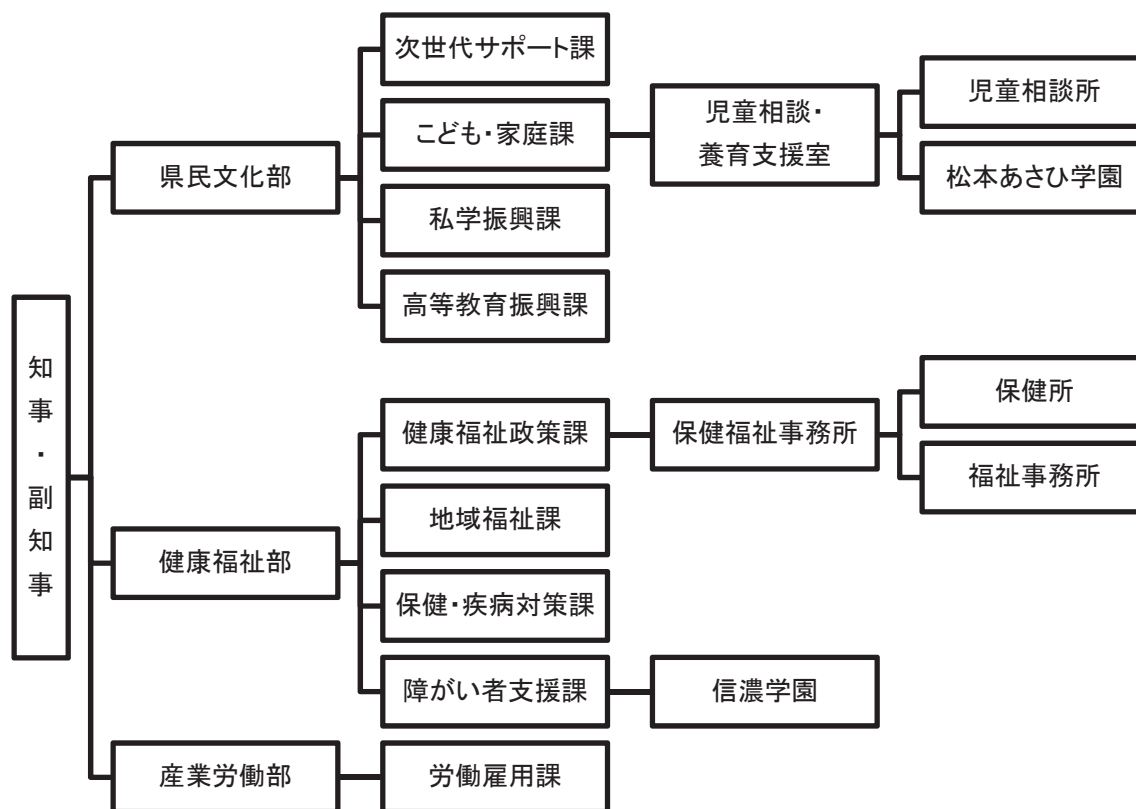 知事・副知事
県民文化部
次世代サポート課
こども・家庭課
児童相談・
養育支援室
児童相談所
松本あさひ学園
私学振興課
高等教育振興課
健康福祉部
健康福祉政策課
保健福祉事務所
保健所
福祉事務所
地域福祉課
保健・疾病対策課
障がい者支援課
信濃学園
産業労働部
労働雇用課